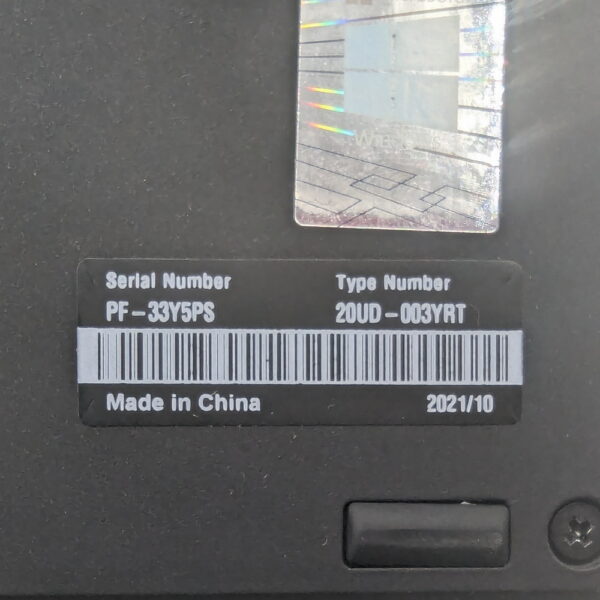 Serial Number Type Number
PF-33Y5PS 20UD-003YRT
Made in China 2021/10